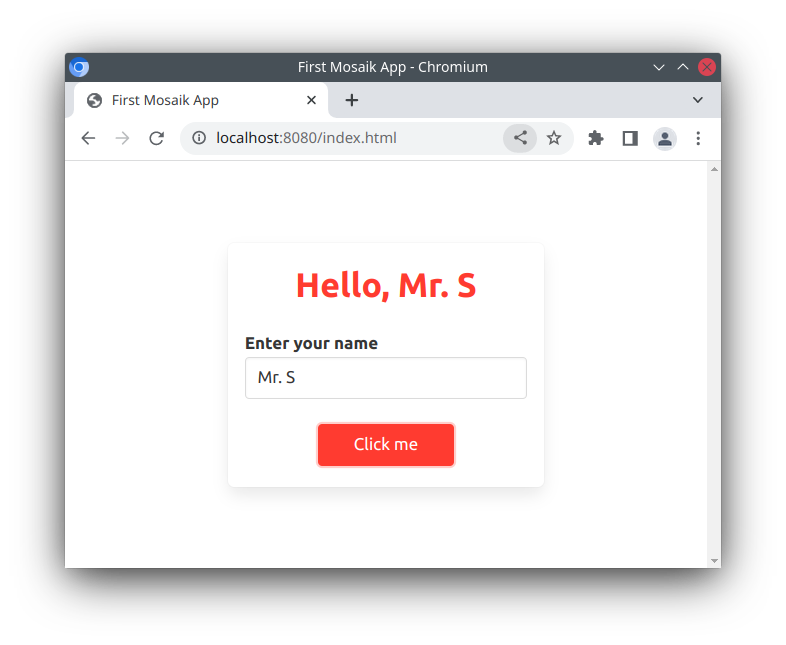 First Mosaik App - Chromium
First Mosaik App
localhost:8080/index.html
Hello, Mr. S
Enter your name
Mr. S
Click me